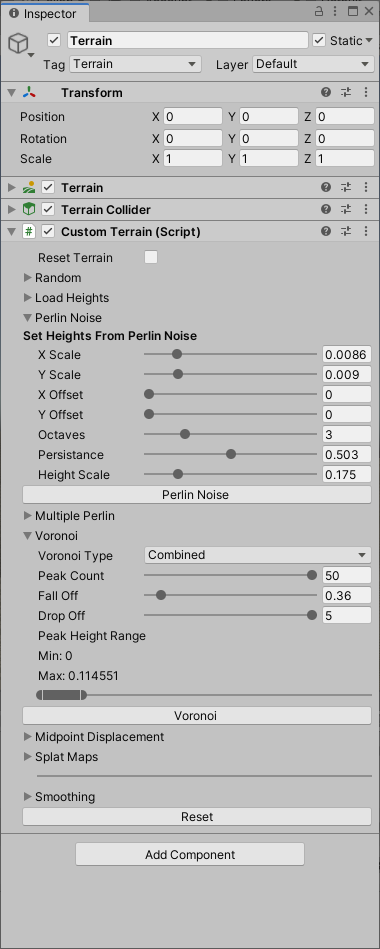 Inspector
Terrain Static
Tag Terrain Layer Default
Transform
Position X 0 Y 0 Z 0
Rotation X 0 Y 0 Z 0
Scale X 1 Y 1 Z 1
Terrain
Terrain Collider
# Custom Terrain (Script)
Reset Terrain
Random
Load Heights
Perlin Noise
Set Heights From Perlin Noise
X Scale 0.0086
Y Scale 0.009
X Offset 0
Y Offset 0
Octaves 3
Persistance 0.503
Height Scale 0.175
Perlin Noise
Multiple Perlin
Voronoi
Voronoi Type Combined
Peak Count 50
Fall Off 0.36
Drop Off 5
Peak Height Range
Min: 0
Max: 0.114551
Voronoi
Midpoint Displacement
Splat Maps
Smoothing
Reset
Add Component